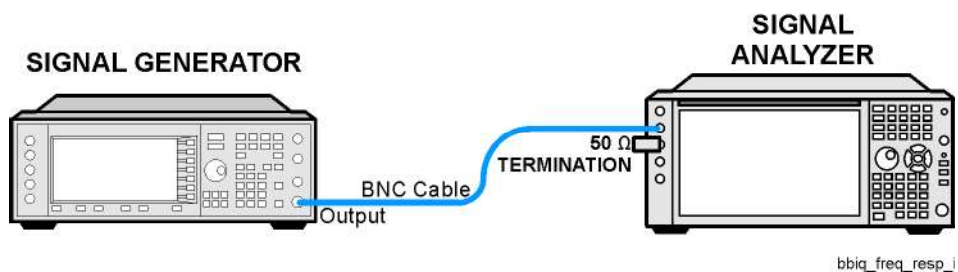 SIGNAL GENERATOR
SIGNAL
ANALYZER
50 Ω
TERMINATION
BNC Cable
Output
bbiq_freq_resp_i